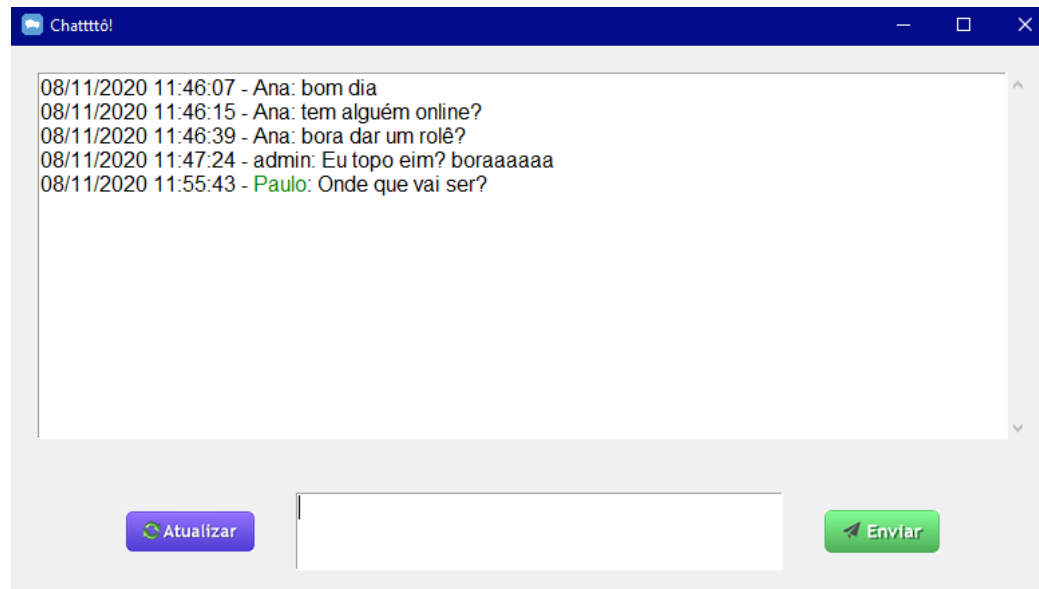 Chattttô!
08/11/2020 11:46:07 - Ana: bom dia
08/11/2020 11:46:15 - Ana: tem alguém online?
08/11/2020 11:46:39 - Ana: bora dar um rolê?
08/11/2020 11:47:24 - admin: Eu topo eim? boraaaaaa
08/11/2020 11:55:43 - Paulo: Onde que vai ser?
Atualizar
Enviar